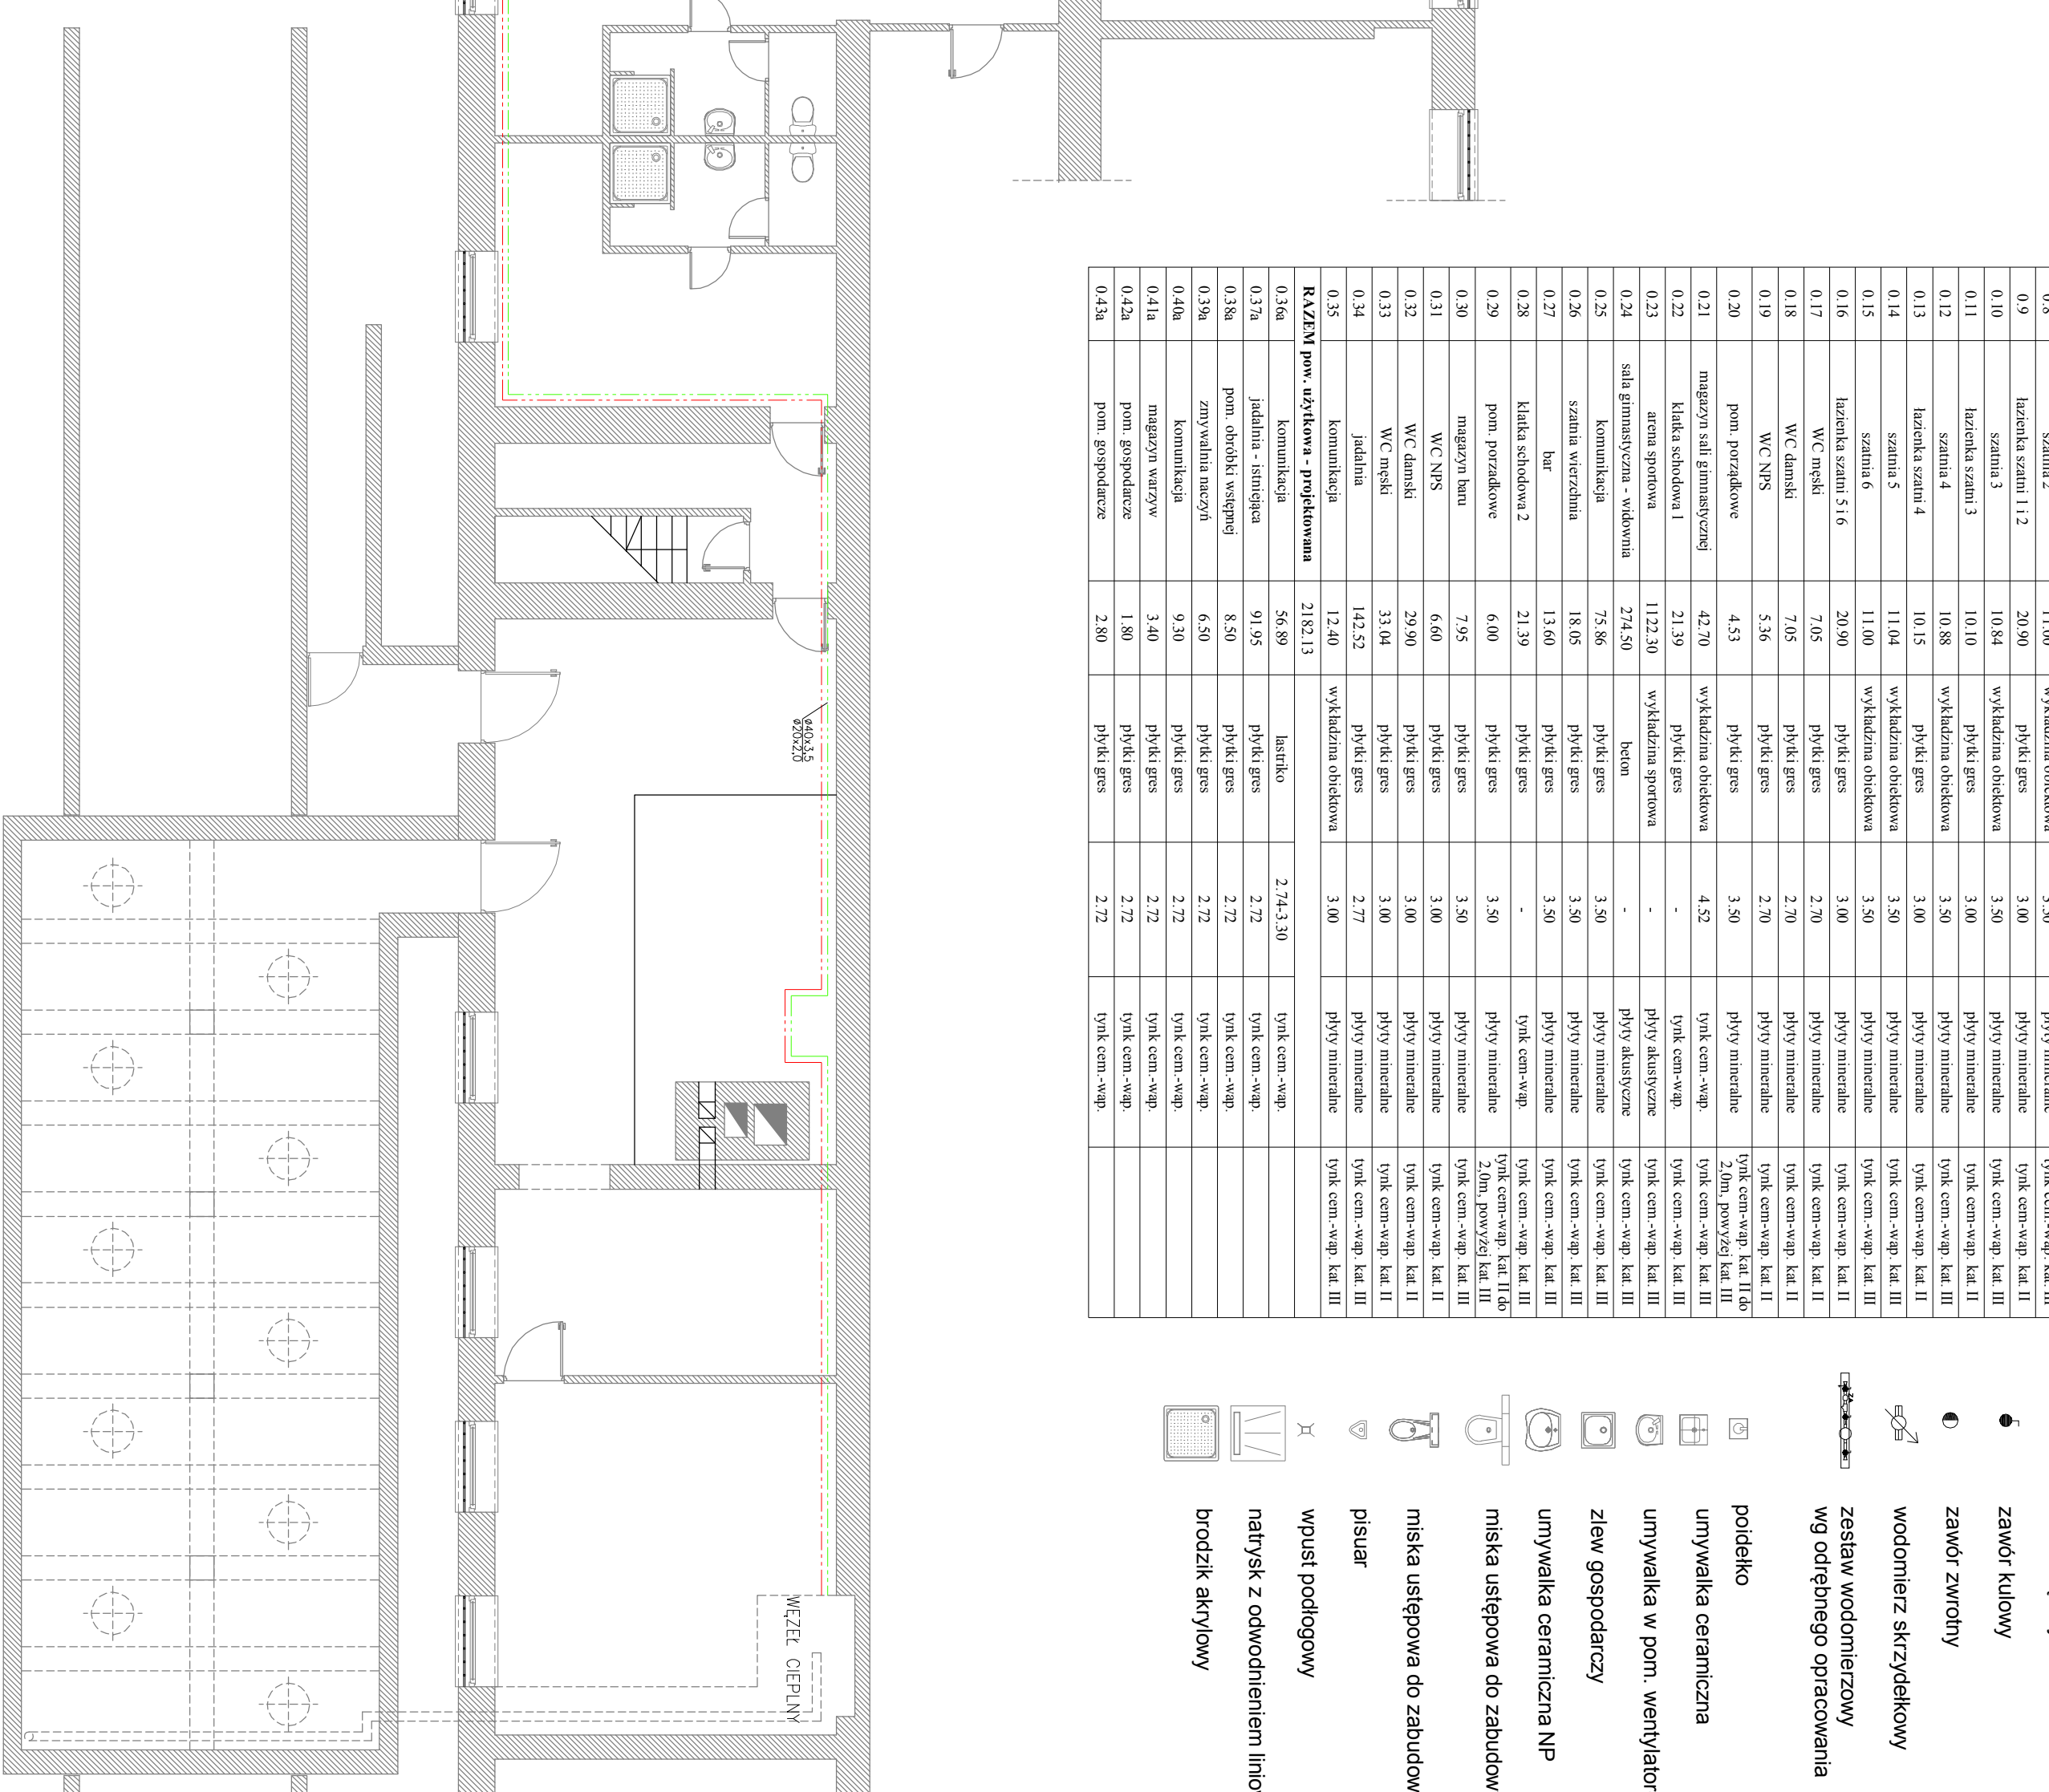 0.9 łazienka szatni 1 i 2 20.90 płytki gres 3.00 płyty mineralne tynk cem-wap. kat. II
0.10 szatnia 3 10.84 wykładzina obiektowa 3.50 płyty mineralne tynk cem.-wap. kat. III
0.11 łazienka szatni 3 10.10 płytki gres 3.00 płyty mineralne tynk cem-wap. kat. II
0.12 szatnia 4 10.88 wykładzina obiektowa 3.50 płyty mineralne tynk cem.-wap. kat. III
0.13 łazienka szatni 4 10.15 płytki gres 3.00 płyty mineralne tynk cem-wap. kat. II
0.14 szatnia 5 11.04 wykładzina obiektowa 3.50 płyty mineralne tynk cem.-wap. kat. III
0.15 szatnia 6 11.00 wykładzina obiektowa 3.50 płyty mineralne tynk cem.-wap. kat. III
0.16 łazienka szatni 5 i 6 20.90 płytki gres 3.00 płyty mineralne tynk cem-wap. kat. II
0.17 WC męski 7.05 płytki gres 2.70 płyty mineralne tynk cem-wap. kat. II
0.18 WC damski 7.05 płytki gres 2.70 płyty mineralne tynk cem-wap. kat. II
0.19 WC NPS 5.36 płytki gres 2.70 płyty mineralne tynk cem-wap. kat. II
0.20 pom. porządkowe 4.53 płytki gres 3.50 płyty mineralne tynk cem-wap. kat. II do
2,0m, powyżej kat. III
0.21 magazyn sali gimnastycznej 42.70 wykładzina obiektowa 4.52 tynk cem.-wap. tynk cem.-wap. kat. III
0.22 klatka schodowa 1 21.39 płytki gres - tynk cem-wap. tynk cem.-wap. kat. III
0.23 arena sportowa 1122.30 wykładzina sportowa - płyty akustyczne tynk cem.-wap. kat. III
0.24 sala gimnastyczna - widownia 274.50 beton - płyty akustyczne tynk cem.-wap. kat. III
0.25 komunikacja 75.86 płytki gres 3.50 płyty mineralne tynk cem.-wap. kat. III
0.26 szatnia wierzchnia 18.05 płytki gres 3.50 płyty mineralne tynk cem.-wap. kat. III
0.27 bar 13.60 płytki gres 3.50 płyty mineralne tynk cem.-wap. kat. III
0.28 klatka schodowa 2 21.39 płytki gres - tynk cem-wap. tynk cem.-wap. kat. III
0.29 pom. porzadkowe 6.00 płytki gres 3.50 płyty mineralne tynk cem-wap. kat. II do
2,0m, powyżej kat. III
0.30 magazyn baru 7.95 płytki gres 3.50 płyty mineralne tynk cem.-wap. kat. III
0.31 WC NPS 6.60 płytki gres 3.00 płyty mineralne tynk cem-wap. kat. II
0.32 WC damski 29.90 płytki gres 3.00 płyty mineralne tynk cem-wap. kat. II
0.33 WC męski 33.04 płytki gres 3.00 płyty mineralne tynk cem-wap. kat. II
0.34 jadalnia 142.52 płytki gres 2.77 płyty mineralne tynk cem.-wap. kat. III
0.35 komunikacja 12.40 wykładzina obiektowa 3.00 płyty mineralne tynk cem.-wap. kat. III
RAZEM pow. użytkowa - projektowana 2182.13
0.36a komunikacja 56.89 lastriko 2.74-3.30 tynk cem.-wap.
0.37a jadalnia - istniejąca 91.95 płytki gres 2.72 tynk cem.-wap.
0.38a pom. obróbki wstępnej 8.50 płytki gres 2.72 tynk cem.-wap.
0.39a zmywalnia naczyń 6.50 płytki gres 2.72 tynk cem.-wap.
0.40a komunikacja 9.30 płytki gres 2.72 tynk cem.-wap.
0.41a magazyn warzyw 3.40 płytki gres 2.72 tynk cem.-wap.
0.42a pom. gospodarcze 1.80 płytki gres 2.72 tynk cem.-wap.
0.43a pom. gospodarcze 2.80 płytki gres 2.72 tynk cem.-wap.
zawór kulowy
zawór zwrotny
wodomierz skrzydełkowy
zestaw wodomierzowy
wg odrębnego opracowania
poidełko
umywalka ceramiczna
umywalka w pom. wentylator
zlew gospodarczy
umywalka ceramiczna NP
miska ustępowa do zabudow
miska ustępowa do zabudow
pisuar
wpust podłogowy
natrysk z odwodnieniem linio
brodzik akrylowy
ø40x3,5
ø20x2,0
WĘZEŁ CIEPLNY